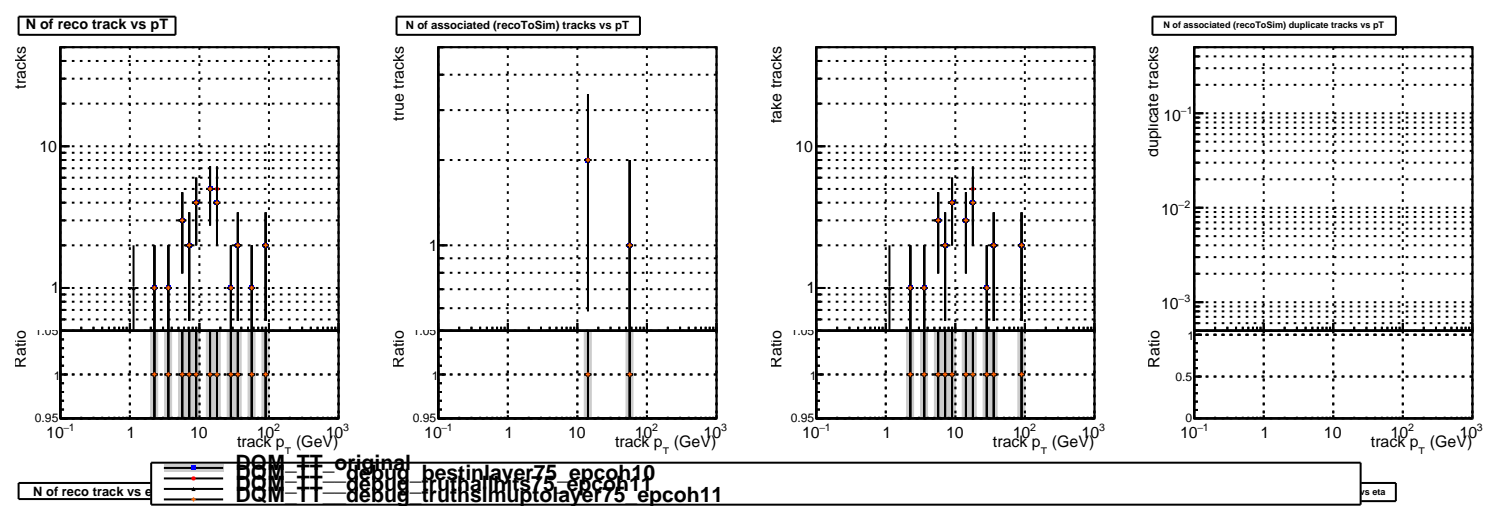 N of reco track vs pT
N of associated (recoToSim) tracks vs pT
N of associated (recoToSim) duplicate tracks vs pT
tracks
10
1
Ratio
1.05
1
0.95
10⁻¹ 1 10 10² 10³
track p_T (GeV)
true tracks
1
Ratio
1.05
1
0.95
10⁻¹ 1 10 10² 10³
track p_T (GeV)
fake tracks
10
1
Ratio
1.05
1
0.95
10⁻¹ 1 10 10² 10³
track p_T (GeV)
duplicate tracks
10⁻¹
10⁻²
10⁻³
Ratio
1
0.5
0
10⁻¹ 1 10 10² 10³
track p_T (GeV)
DQM_TT_original
DQM_TT__debug_bestinlayer75_epcoh10
DQM_TT__debug_truthallhits75_epcoh11
DQM_TT__debug_truthsimuptolayer75_epcoh11
N of reco track vs e
vs eta